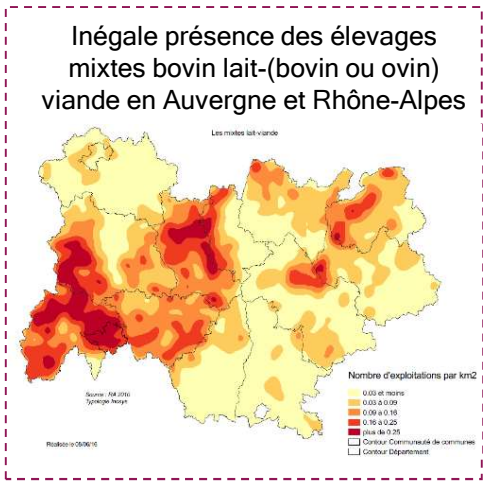 Inégale présence des élevages
mixtes bovin lait-(bovin ou ovin)
viande en Auvergne et Rhône-Alpes
Les mixtes lait-viande
Nombre d'exploitations par km2
0.03 et moins
0.03 à 0.09
0.09 à 0.16
0.16 à 0.25
plus de 0.25
Contour Communauté de communes
Contour Département
Source : RA 2010
Typologie Inosys
Réalisée le 08/06/16